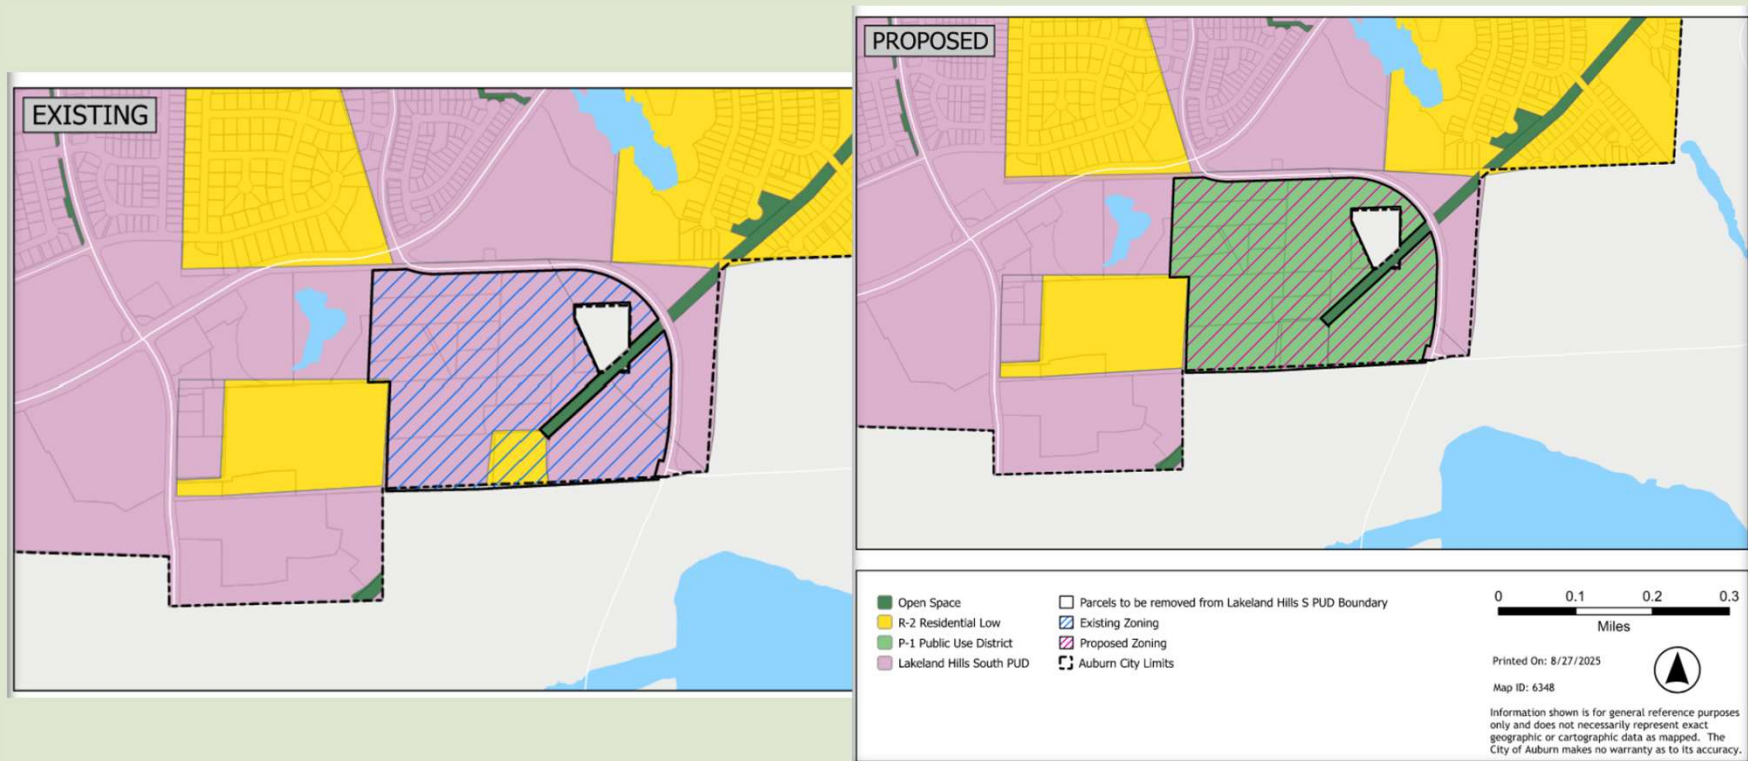 EXISTING
PROPOSED
Open Space
R-2 Residential Low
P-1 Public Use District
Lakeland Hills South PUD
Parcels to be removed from Lakeland Hills S PUD Boundary
Existing Zoning
Proposed Zoning
Auburn City Limits
0 0.1 0.2 0.3
Miles
Printed On: 8/27/2025
Map ID: 6348
Information shown is for general reference purposes
only and does not necessarily represent exact
geographic or cartographic data as mapped. The
City of Auburn makes no warranty as to its accuracy.